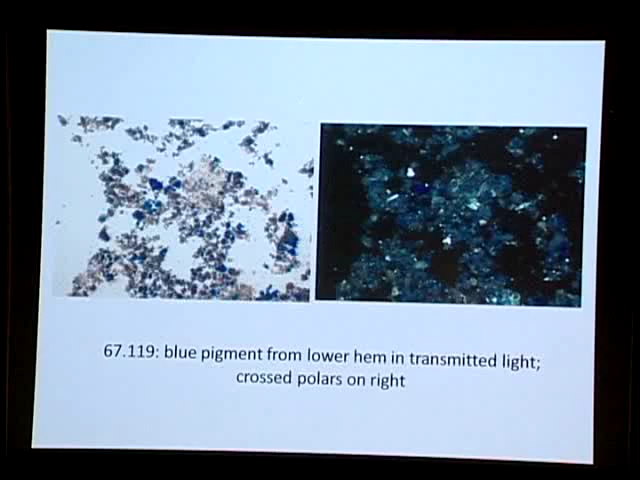 67.119: blue pigment from lower hem in transmitted light;
crossed polars on right